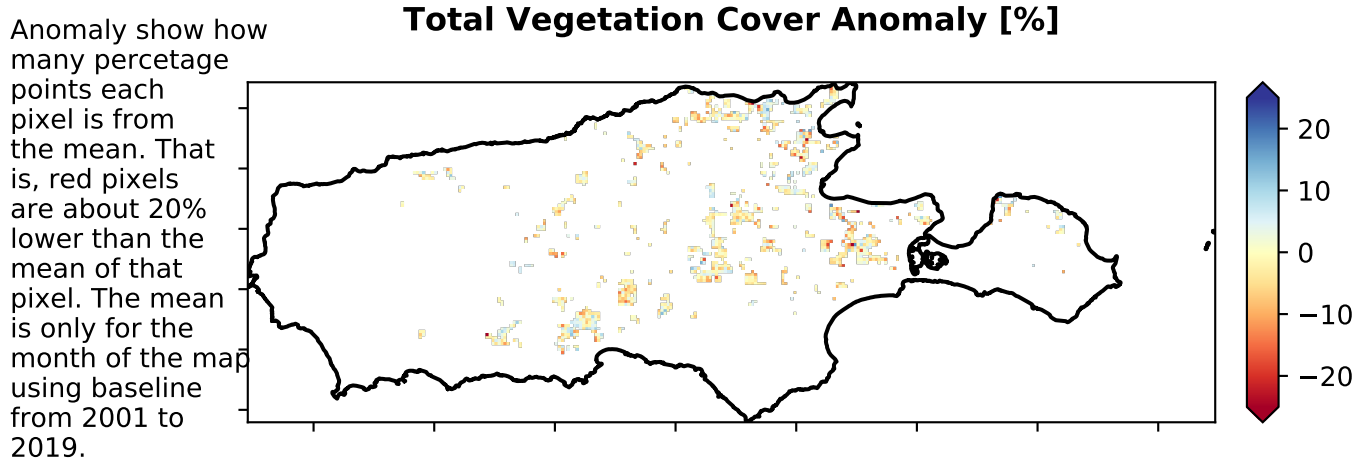 Total Vegetation Cover Anomaly [%]
Anomaly show how
many percetage
points each
pixel is from
the mean. That
is, red pixels
are about 20%
lower than the
mean of that
pixel. The mean
is only for the
month of the map
using baseline
from 2001 to
2019.
20
10
0
−10
−20